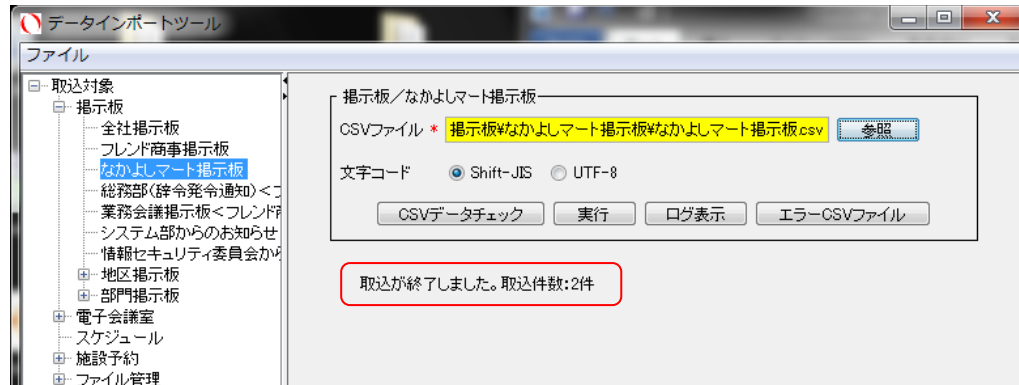 データインポートツール
ファイル
取込対象
掲示板
全社掲示板
フレンド商事掲示板
なかよしマート掲示板
総務部(辞令発令通知)<フ
業務会議掲示板<フレンド商
システム部からのお知らせ
情報セキュリティ委員会から
地区掲示板
部門掲示板
電子会議室
スケジュール
施設予約
ファイル管理
掲示板/なかよしマート掲示板
CSVファイル * 掲示板¥なかよしマート掲示板¥なかよしマート掲示板.csv 参照
文字コード Shift-JIS UTF-8
CSVデータチェック 実行 ログ表示 エラーCSVファイル
取込が終了しました。取込件数:2件